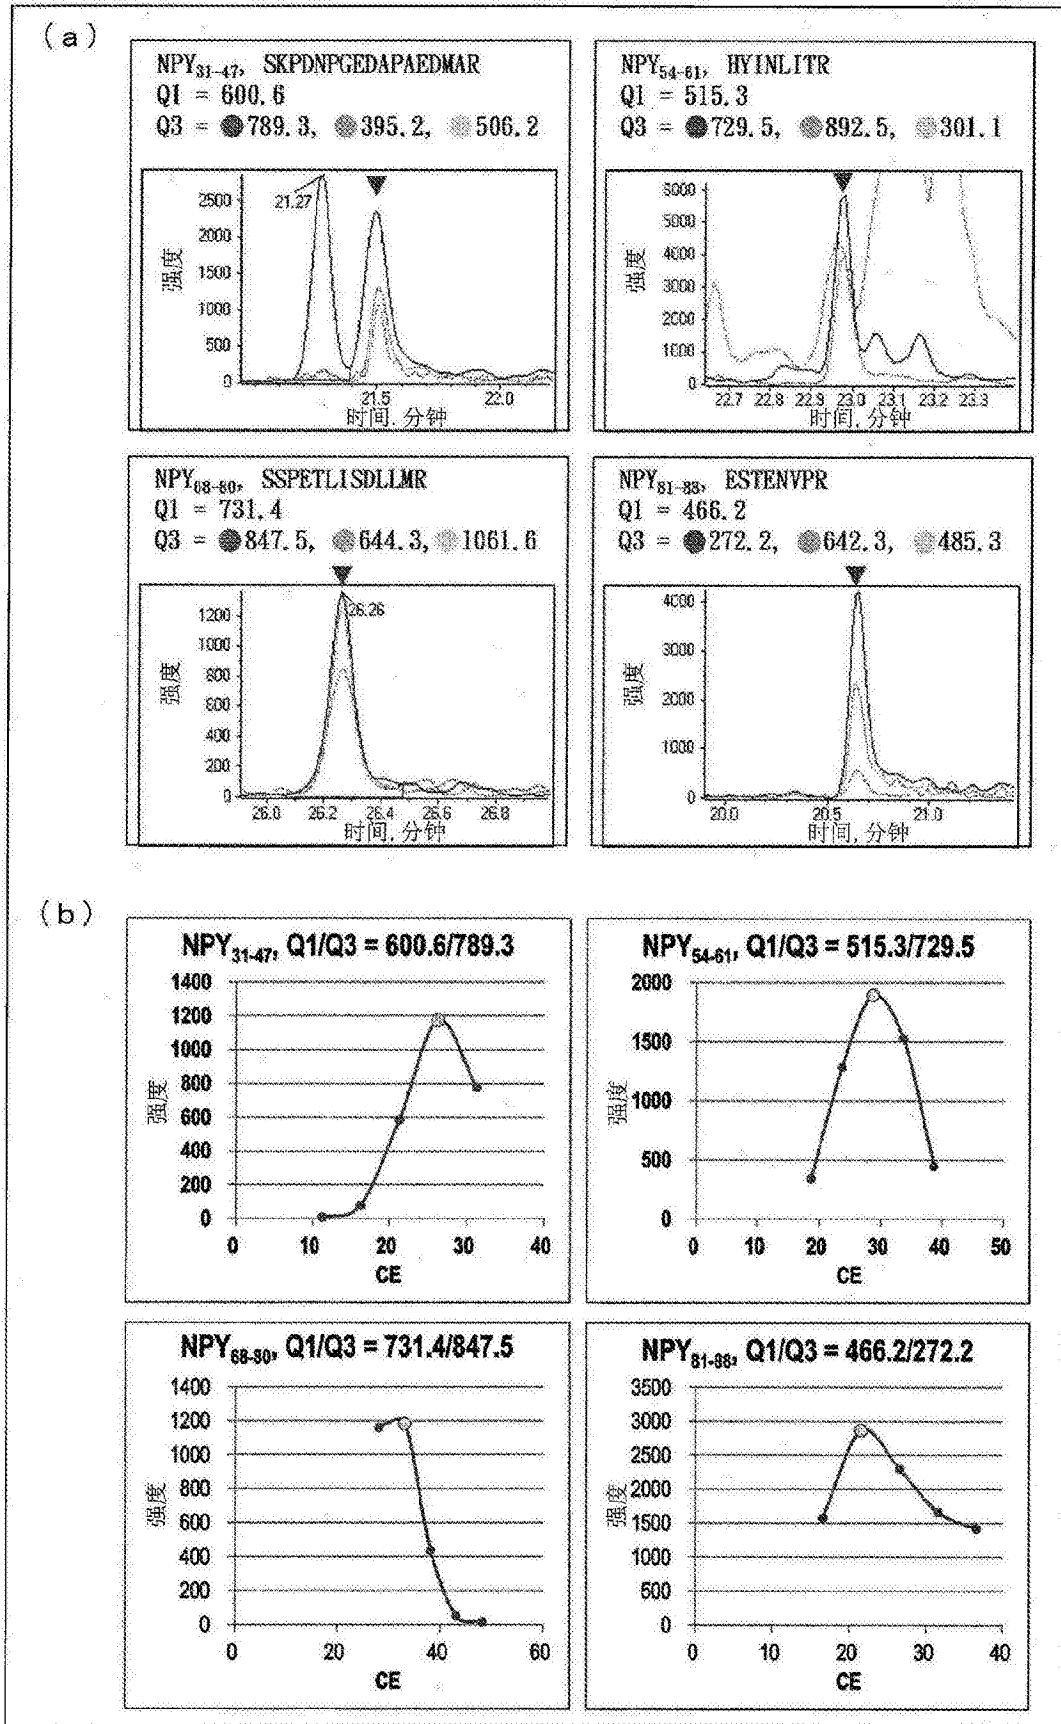 (a)
NPY31-47, SKPDNPGEDAPAEDMAR
Q1 = 600.6
Q3 = ●789.3, ●395.2, ●506.2
21.27
2500
2000
1500
1000
500
0
强度
21.5 22.0
时间,分钟
NPY54-61, HYINLITR
Q1 = 515.3
Q3 = ●729.5, ●892.5, ●301.1
6000
5000
4000
3000
2000
1000
0
强度
22.7 22.8 22.9 23.0 23.1 23.2 23.3
时间,分钟
NPY68-80, SSPETLISDLLMR
Q1 = 731.4
Q3 = ●847.5, ●644.3, ●1061.6
26.26
1200
1000
800
600
400
200
0
强度
26.0 26.2 26.4 26.6 26.8
时间,分钟
NPY81-88, ESTENVPR
Q1 = 466.2
Q3 = ●272.2, ●642.3, ●485.3
4000
3000
2000
1000
0
强度
20.0 20.5 21.0
时间,分钟
(b)
NPY31-47, Q1/Q3 = 600.6/789.3
1400
1200
1000
800
600
400
200
0
强度
0 10 20 30 40
CE
NPY54-61, Q1/Q3 = 515.3/729.5
2000
1500
1000
500
0
强度
0 10 20 30 40 50
CE
NPY68-80, Q1/Q3 = 731.4/847.5
1400
1200
1000
800
600
400
200
0
强度
0 20 40 60
CE
NPY81-88, Q1/Q3 = 466.2/272.2
3500
3000
2500
2000
1500
1000
500
0
强度
0 10 20 30 40
CE